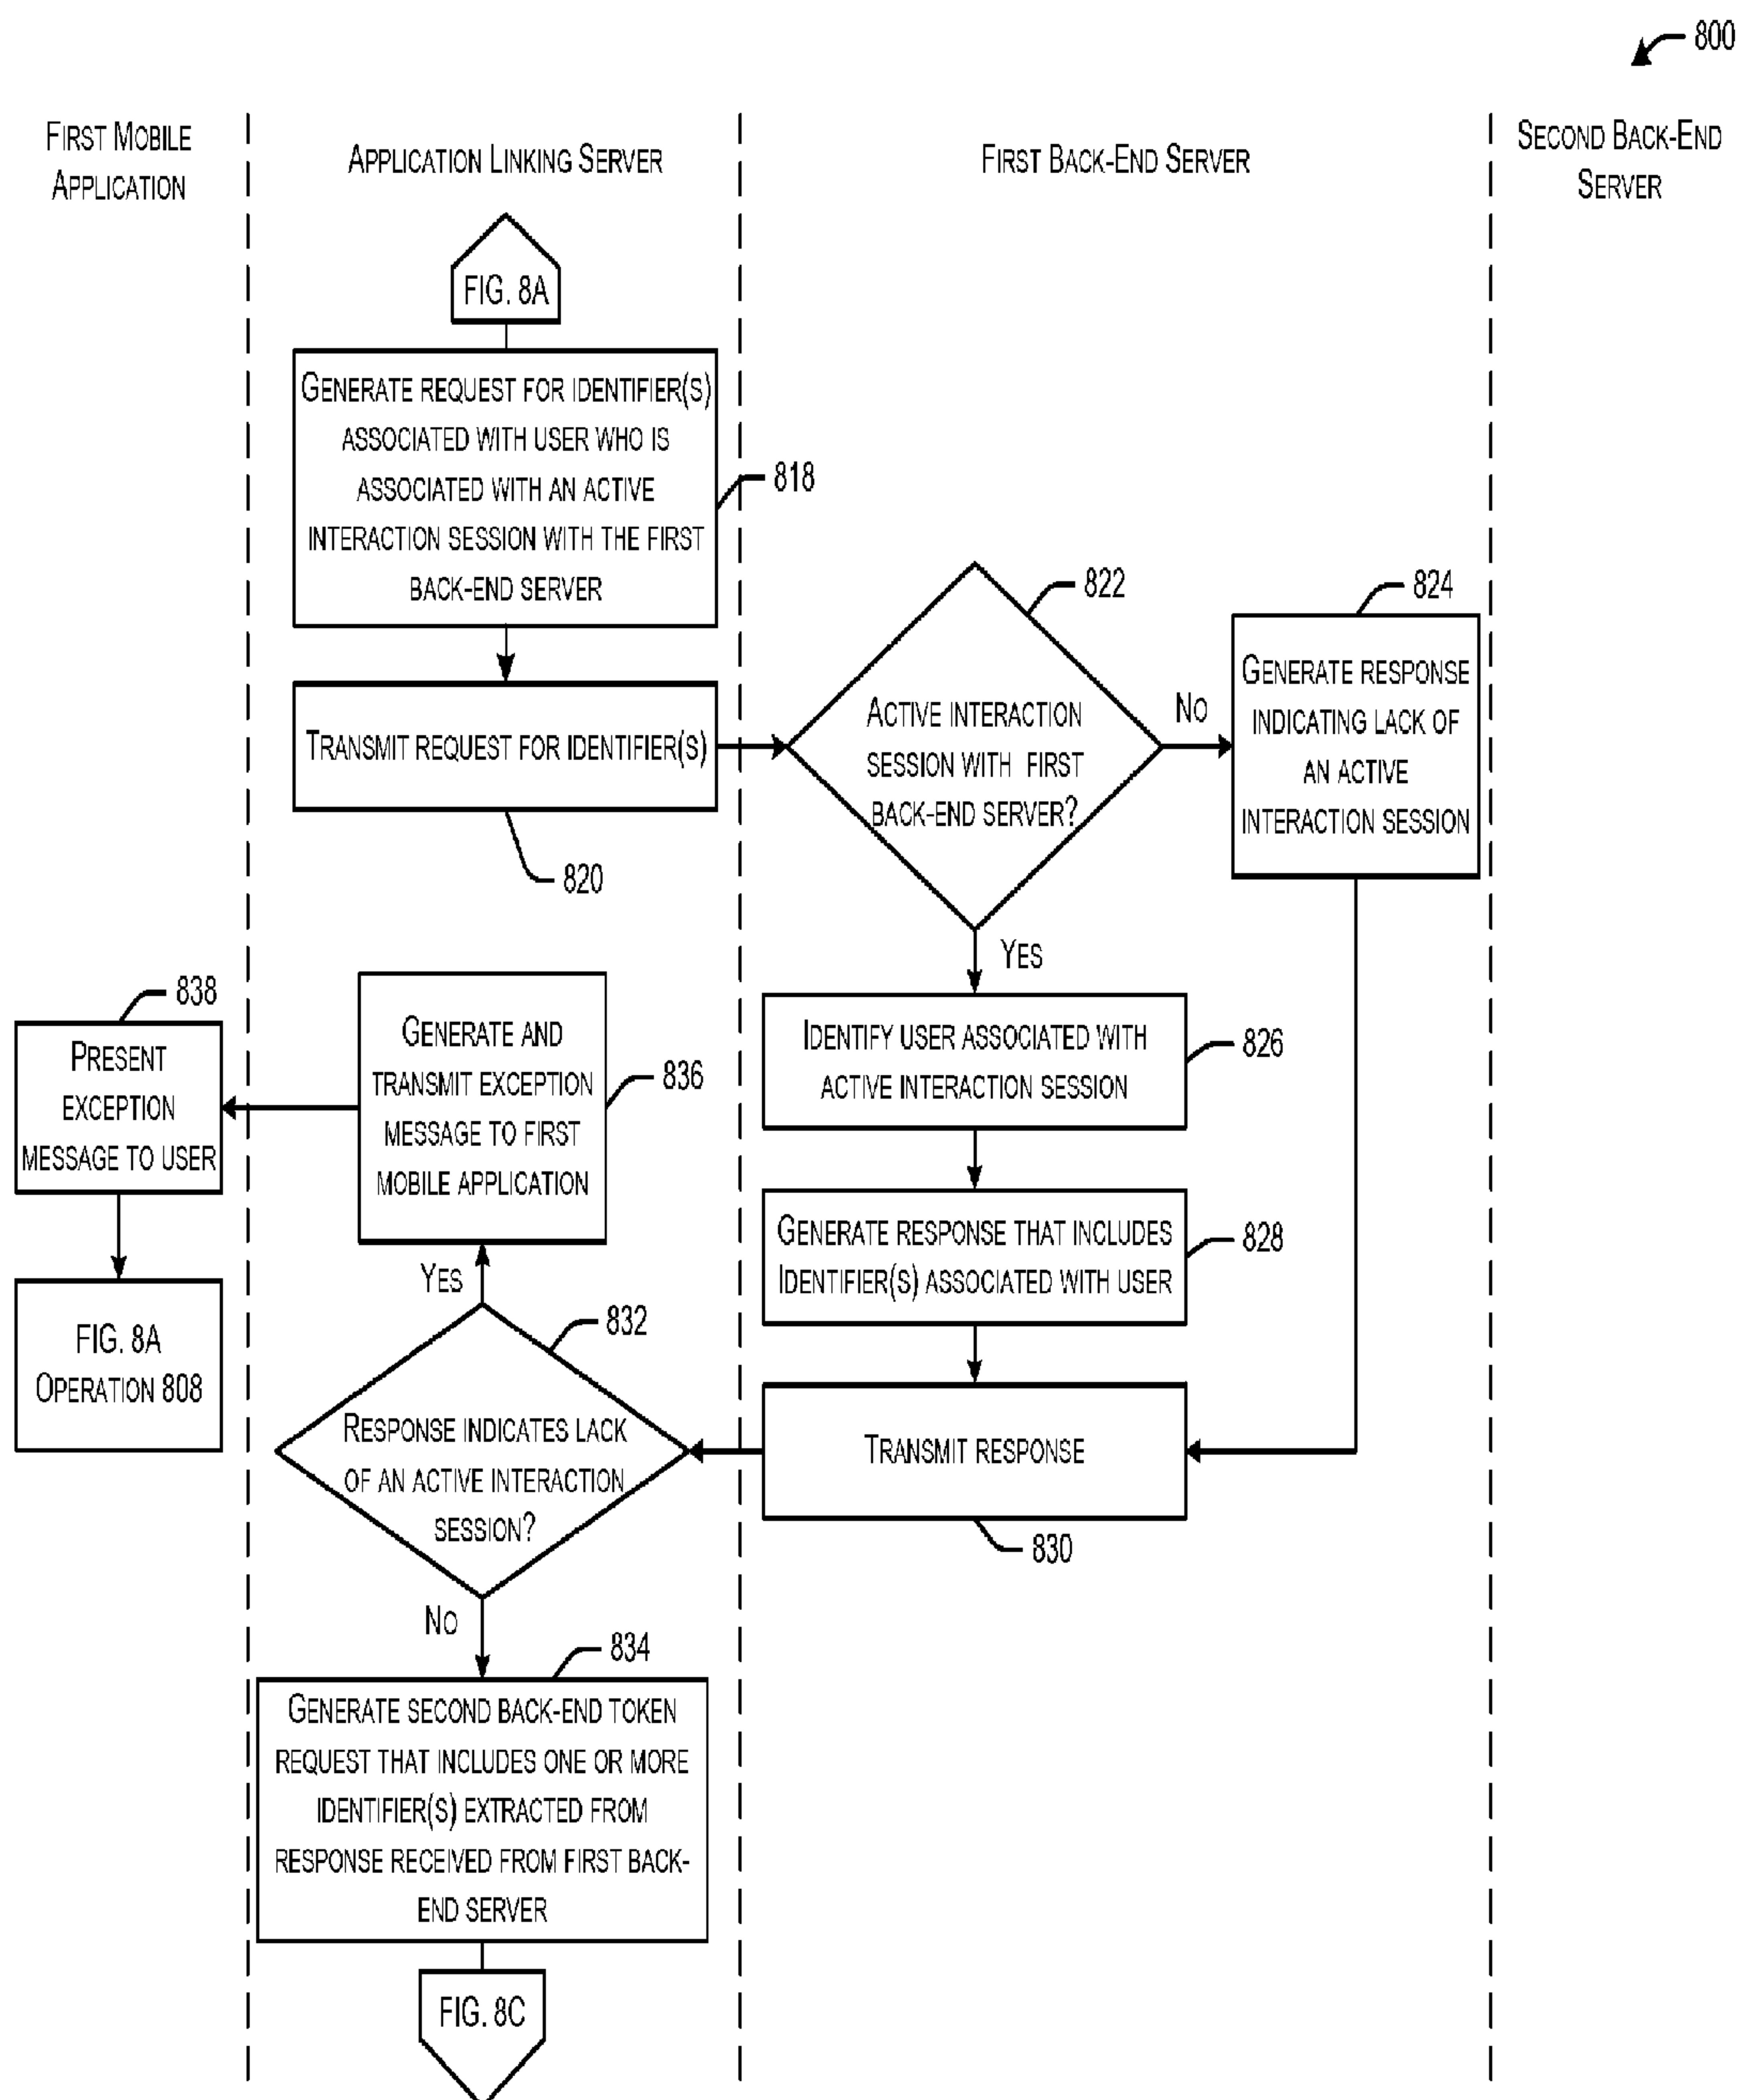 800
First Mobile
Application
Application Linking Server
First Back-End Server
Second Back-End
Server
FIG. 8A
Generate request for identifier(s)
associated with user who is
associated with an active
interaction session with the first
back-end server
818
Transmit request for identifier(s)
820
822
Active interaction
session with first
back-end server?
No
824
Generate response
indicating lack of
an active
interaction session
Yes
826
Identify user associated with
active interaction session
828
Generate response that includes
Identifier(s) associated with user
Transmit response
830
832
Response indicates lack
of an active interaction
session?
Yes
836
Generate and
transmit exception
message to first
mobile application
838
Present
exception
message to user
FIG. 8A
Operation 808
No
834
Generate second back-end token
request that includes one or more
identifier(s) extracted from
response received from first back-
end server
FIG. 8C